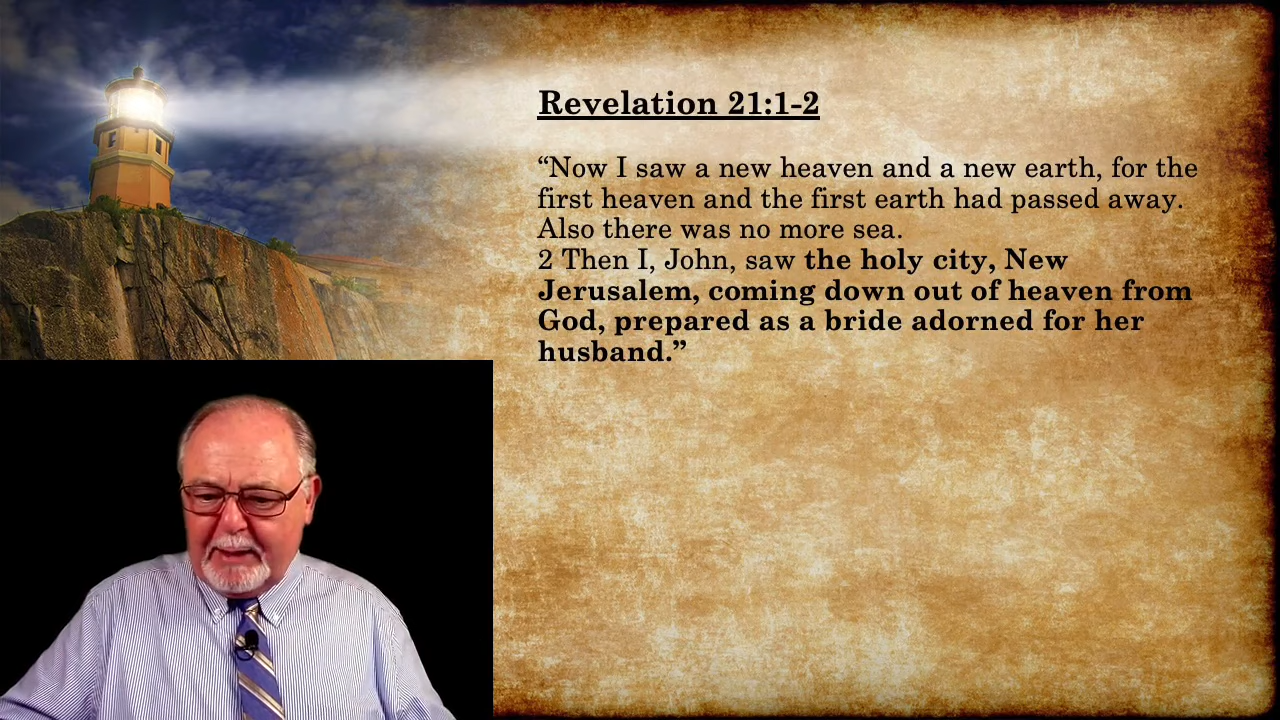 Revelation 21:1-2
“Now I saw a new heaven and a new earth, for the
first heaven and the first earth had passed away.
Also there was no more sea.
2 Then I, John, saw the holy city, New
Jerusalem, coming down out of heaven from
God, prepared as a bride adorned for her
husband.”